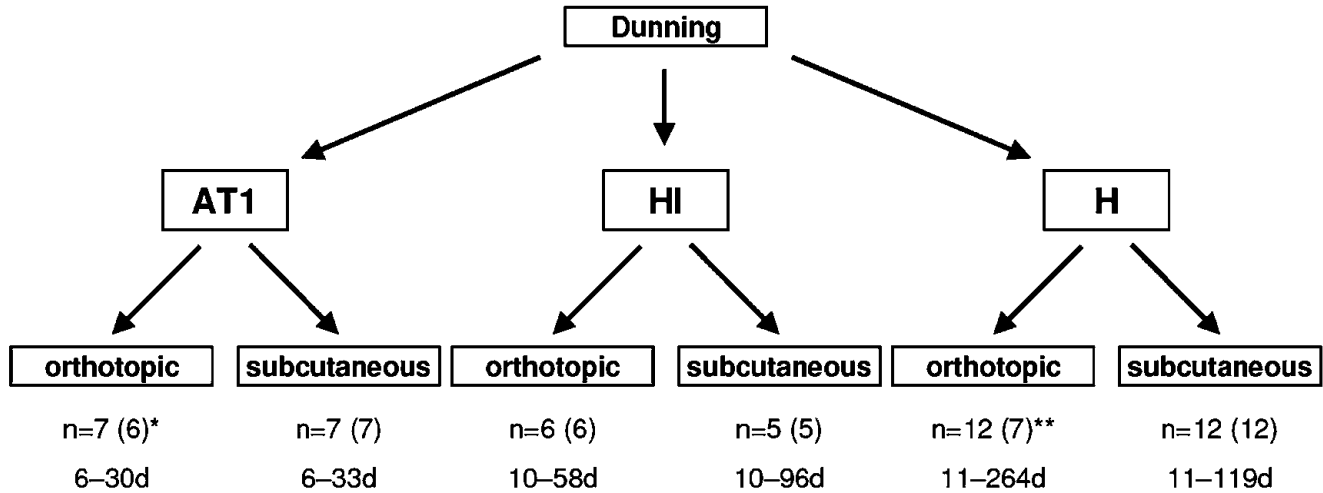 Dunning
AT1 HI H
orthotopic subcutaneous orthotopic subcutaneous orthotopic subcutaneous
n=7 (6)* n=7 (7) n=6 (6) n=5 (5) n=12 (7)** n=12 (12)
6–30d 6–33d 10–58d 10–96d 11–264d 11–119d